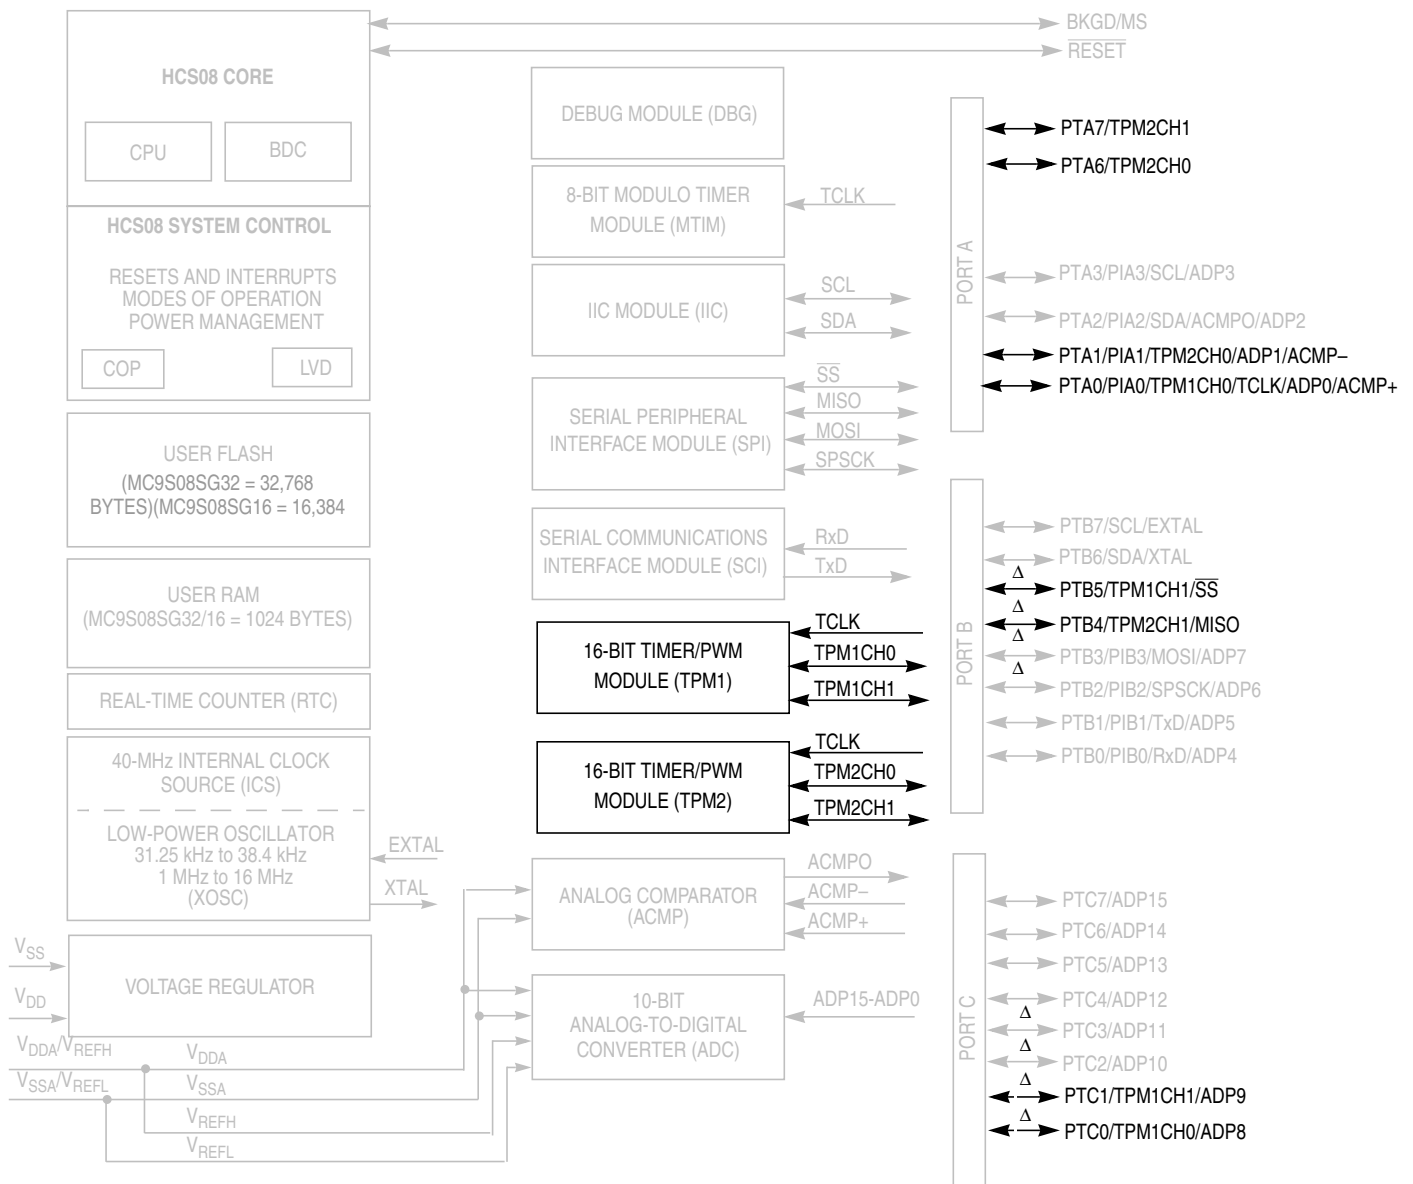 BKGD/MS
RESET
HCS08 CORE
CPU
BDC
HCS08 SYSTEM CONTROL
RESETS AND INTERRUPTS
MODES OF OPERATION
POWER MANAGEMENT
COP
LVD
USER FLASH
(MC9S08SG32 = 32,768
BYTES)(MC9S08SG16 = 16,384
USER RAM
(MC9S08SG32/16 = 1024 BYTES)
REAL-TIME COUNTER (RTC)
40-MHz INTERNAL CLOCK
SOURCE (ICS)
LOW-POWER OSCILLATOR
31.25 kHz to 38.4 kHz
1 MHz to 16 MHz
(XOSC)
EXTAL
XTAL
VSS
VDD
VOLTAGE REGULATOR
VDDA/VREFH
VSSA/VREFL
VDDA
VSSA
VREFH
VREFL
DEBUG MODULE (DBG)
8-BIT MODULO TIMER
MODULE (MTIM)
TCLK
IIC MODULE (IIC)
SCL
SDA
SERIAL PERIPHERAL
INTERFACE MODULE (SPI)
SS
MISO
MOSI
SPSCK
SERIAL COMMUNICATIONS
INTERFACE MODULE (SCI)
RxD
TxD
16-BIT TIMER/PWM
MODULE (TPM1)
TCLK
TPM1CH0
TPM1CH1
16-BIT TIMER/PWM
MODULE (TPM2)
TCLK
TPM2CH0
TPM2CH1
ANALOG COMPARATOR
(ACMP)
ACMPO
ACMP–
ACMP+
10-BIT
ANALOG-TO-DIGITAL
CONVERTER (ADC)
ADP15-ADP0
PORT A
PTA7/TPM2CH1
PTA6/TPM2CH0
PTA3/PIA3/SCL/ADP3
PTA2/PIA2/SDA/ACMPO/ADP2
PTA1/PIA1/TPM2CH0/ADP1/ACMP–
PTA0/PIA0/TPM1CH0/TCLK/ADP0/ACMP+
PORT B
PTB7/SCL/EXTAL
PTB6/SDA/XTAL
Δ
PTB5/TPM1CH1/SS
Δ
PTB4/TPM2CH1/MISO
Δ
PTB3/PIB3/MOSI/ADP7
Δ
PTB2/PIB2/SPSCK/ADP6
PTB1/PIB1/TxD/ADP5
PTB0/PIB0/RxD/ADP4
PORT C
PTC7/ADP15
PTC6/ADP14
PTC5/ADP13
PTC4/ADP12
Δ
PTC3/ADP11
Δ
PTC2/ADP10
Δ
PTC1/TPM1CH1/ADP9
Δ
PTC0/TPM1CH0/ADP8